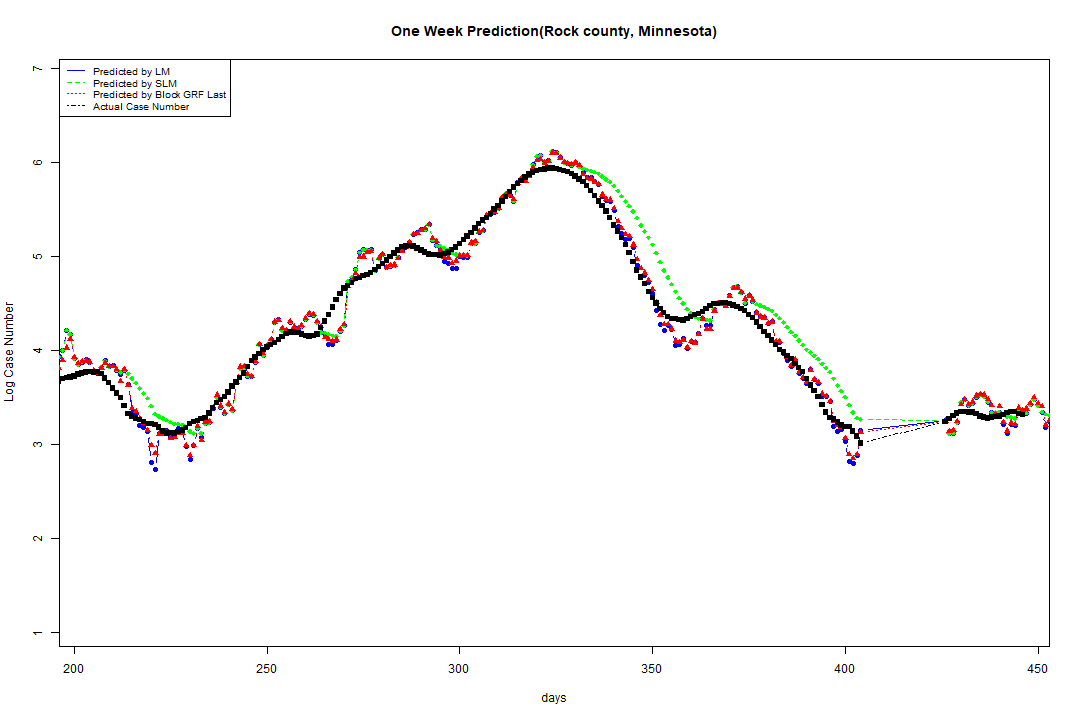 One Week Prediction(Rock county, Minnesota)
Predicted by LM
Predicted by SLM
Predicted by Block GRF Last
Actual Case Number
7
6
5
4
3
2
1
Log Case Number
200 250 300 350 400 450
days